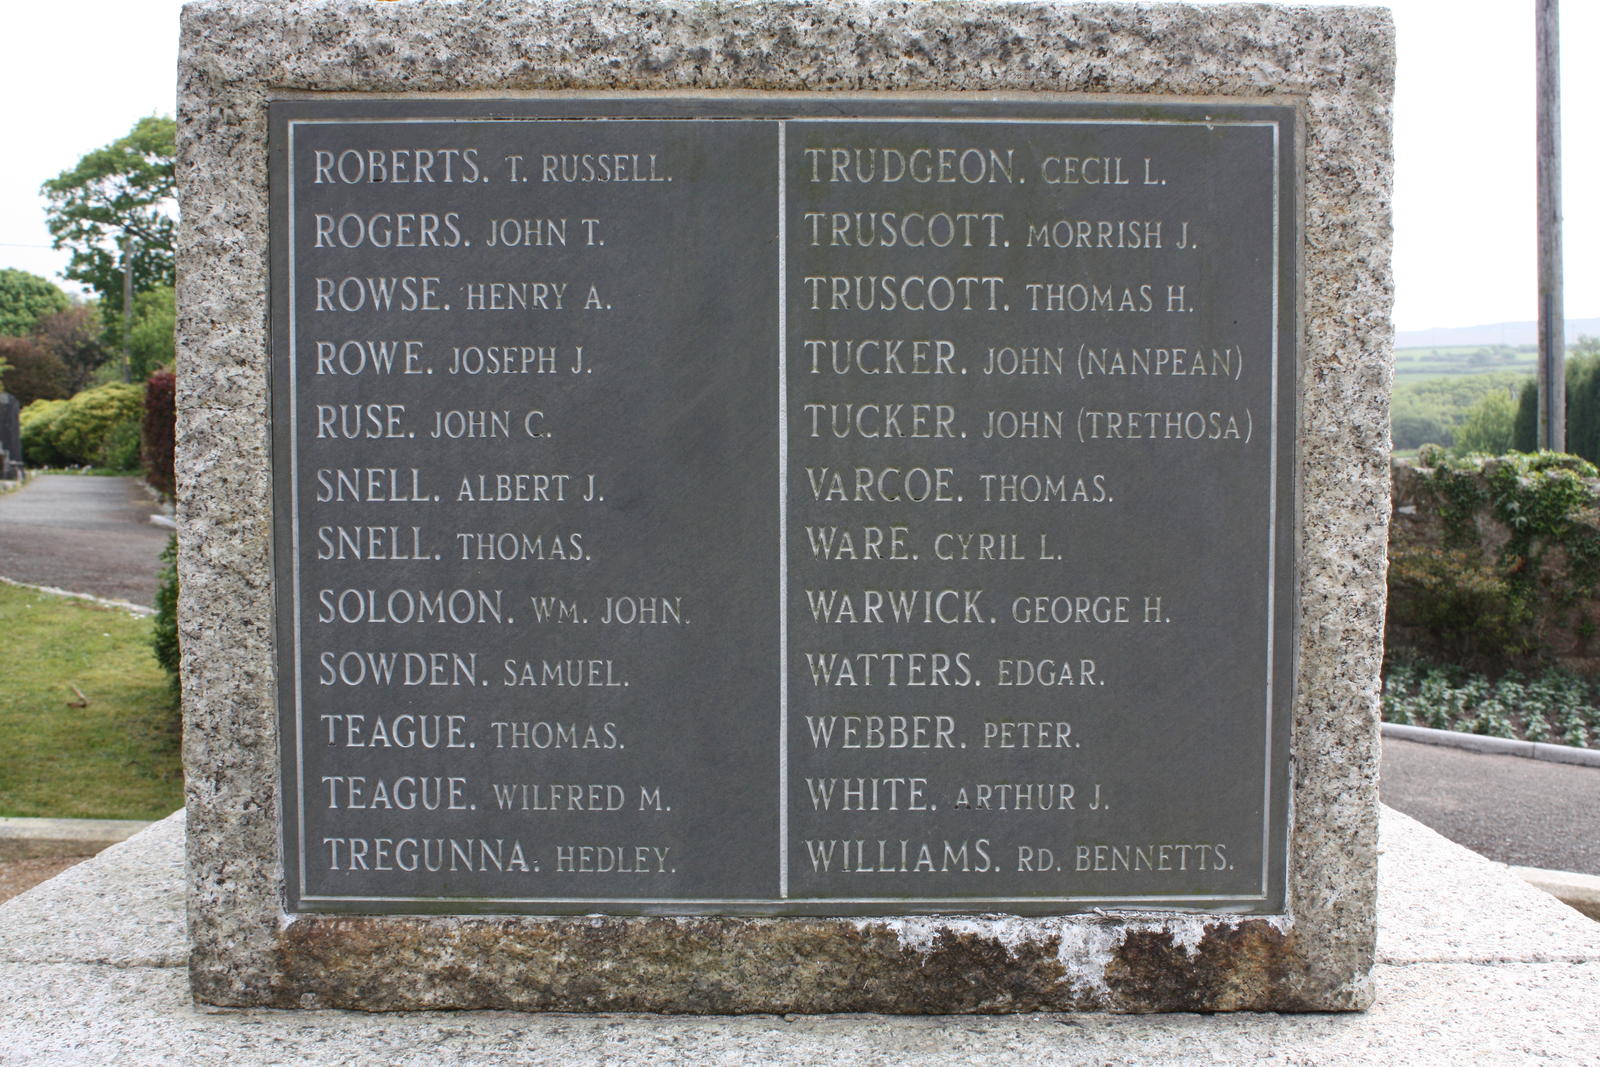 ROBERTS. T. RUSSELL.
ROGERS. JOHN T.
ROWSE. HENRY A.
ROWE. JOSEPH J.
RUSE. JOHN C.
SNELL. ALBERT J.
SNELL. THOMAS.
SOLOMON. WM. JOHN.
SOWDEN. SAMUEL.
TEAGUE. THOMAS.
TEAGUE. WILFRED M.
TREGUNNA. HEDLEY.
TRUDGEON. CECIL L.
TRUSCOTT. MORRISH J.
TRUSCOTT. THOMAS H.
TUCKER. JOHN (NANPEAN)
TUCKER. JOHN (TRETHOSA)
VARCOE. THOMAS.
WARE. CYRIL L.
WARWICK. GEORGE H.
WATTERS. EDGAR.
WEBBER. PETER.
WHITE. ARTHUR J.
WILLIAMS. RD. BENNETTS.